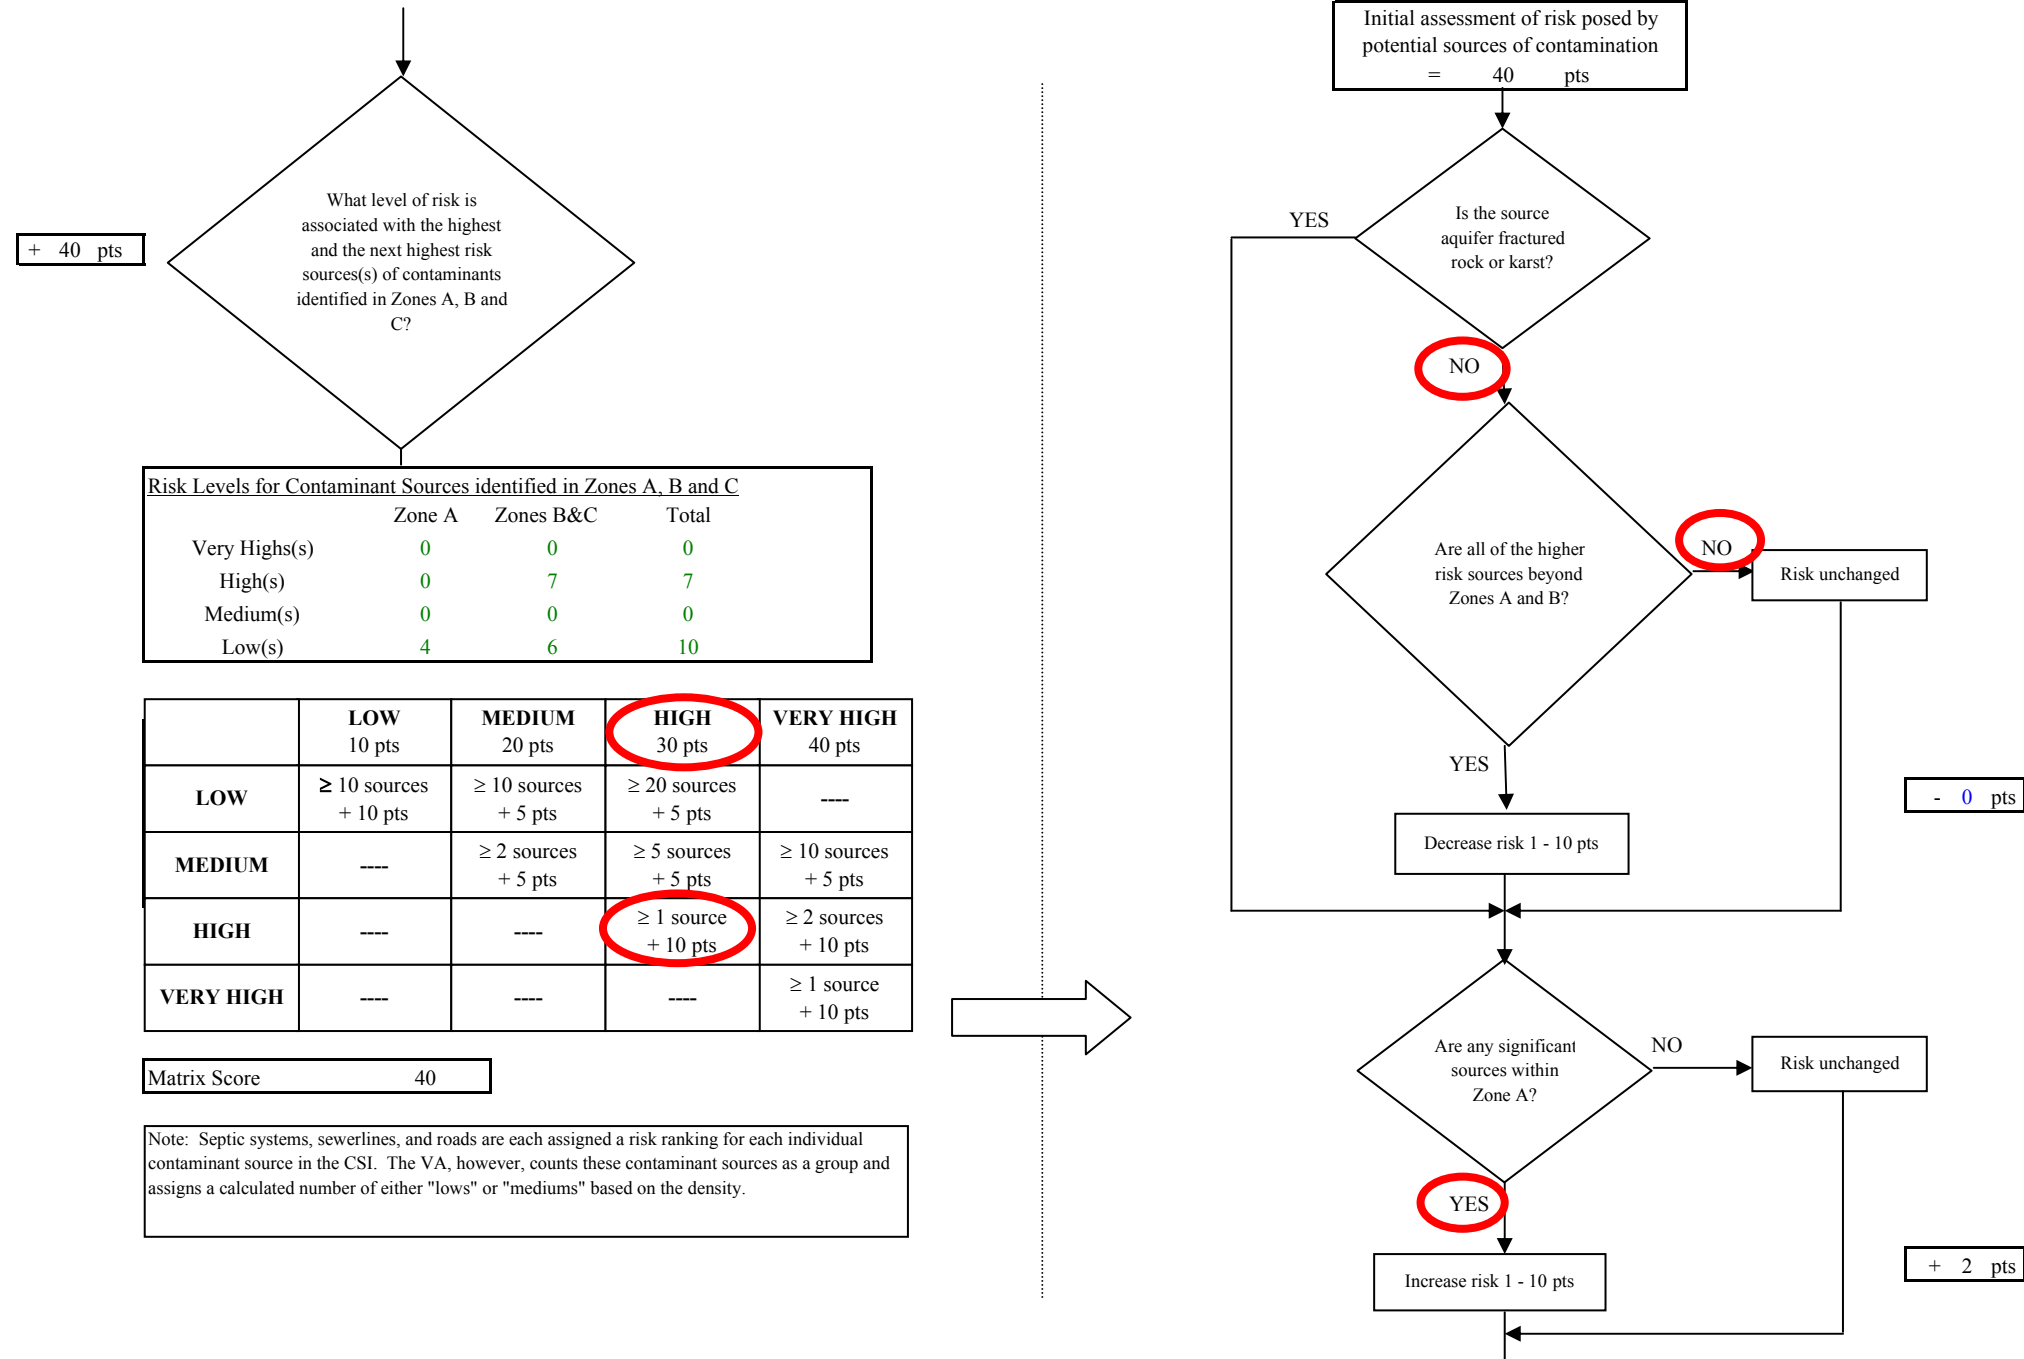 + 40 pts
What level of risk is
associated with the highest
and the next highest risk
sources(s) of contaminants
identified in Zones A, B and
C?
Risk Levels for Contaminant Sources identified in Zones A, B and C
Zone A Zones B&C Total
Very Highs(s) 0 0 0
High(s) 0 7 7
Medium(s) 0 0 0
Low(s) 4 6 10
LOW MEDIUM HIGH VERY HIGH
10 pts 20 pts 30 pts 40 pts
LOW
≥ 10 sources ≥ 10 sources ≥ 20 sources ----
+ 10 pts + 5 pts + 5 pts
MEDIUM
---- ≥ 2 sources ≥ 5 sources ≥ 10 sources
+ 5 pts + 5 pts + 5 pts
HIGH
---- ---- ≥ 1 source ≥ 2 sources
+ 10 pts + 10 pts
VERY HIGH
---- ---- ---- ≥ 1 source
+ 10 pts
Matrix Score 40
Note: Septic systems, sewerlines, and roads are each assigned a risk ranking for each individual
contaminant source in the CSI. The VA, however, counts these contaminant sources as a group and
assigns a calculated number of either "lows" or "mediums" based on the density.
Initial assessment of risk posed by
potential sources of contamination
= 40 pts
Is the source
aquifer fractured
rock or karst?
YES
NO
Are all of the higher
risk sources beyond
Zones A and B?
NO
Risk unchanged
YES
Decrease risk 1 - 10 pts
- 0 pts
Are any significant
sources within
Zone A?
NO
Risk unchanged
YES
Increase risk 1 - 10 pts
+ 2 pts